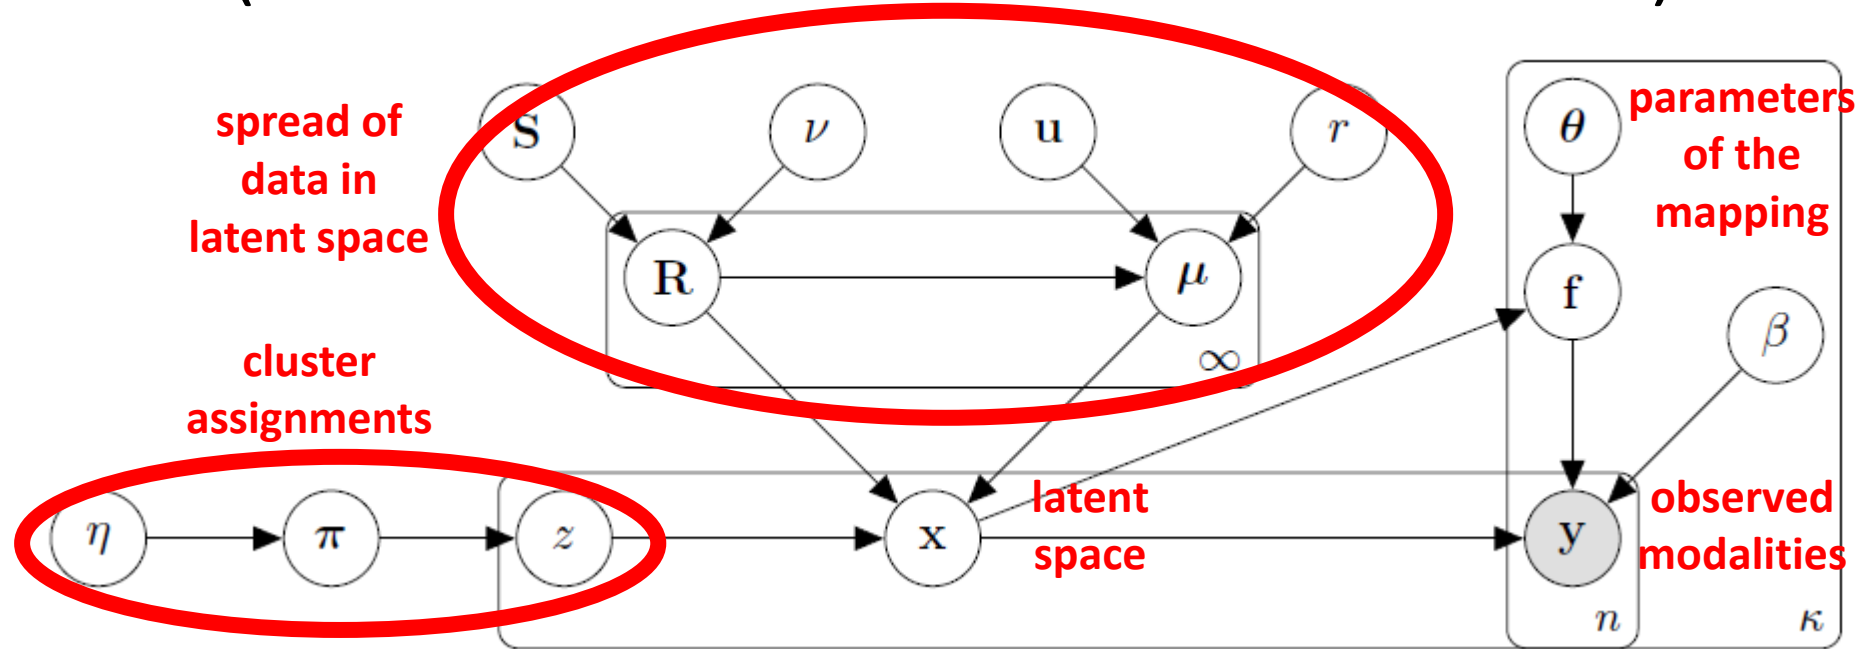 S
ν
u
r
θ
parameters
of the
mapping
spread of
data in
latent space
R
μ
∞
f
β
cluster
assignments
η
π
z
x
latent
space
y
observed
modalities
n
κ